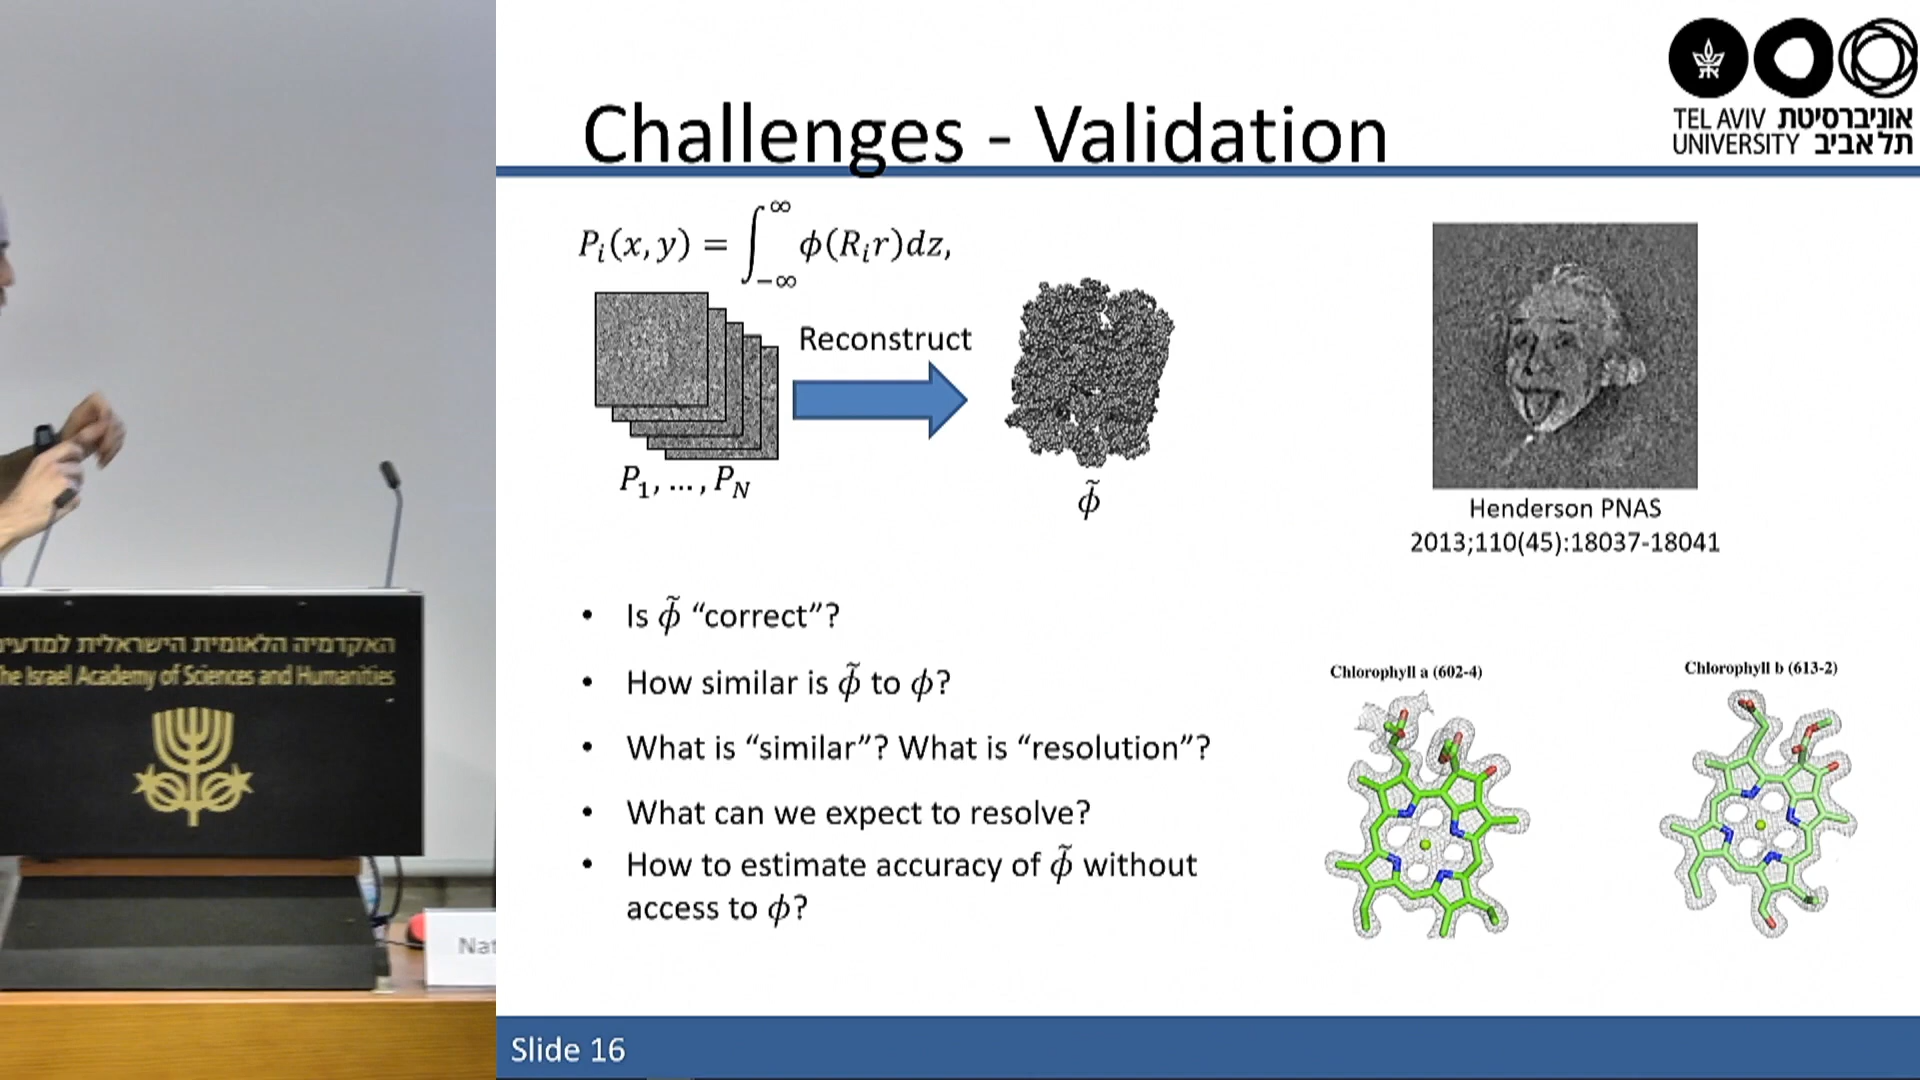 Challenges - Validation
TEL AVIV אוניברסיטת
UNIVERSITY תל אביב
P_i(x, y) = ∫_{-∞}^{∞} ϕ(R_i r)dz,
Reconstruct
P_1, … , P_N
ϕ̃
Henderson PNAS
2013;110(45):18037-18041
• Is ϕ̃ “correct”?
• How similar is ϕ̃ to ϕ?
• What is “similar”? What is “resolution”?
• What can we expect to resolve?
• How to estimate accuracy of ϕ̃ without
access to ϕ?
Chlorophyll a (602-4)
Chlorophyll b (613-2)
Slide 16
האקדמיה הלאומית הישראלית למדעים
The Israel Academy of Sciences and Humanities
Nat